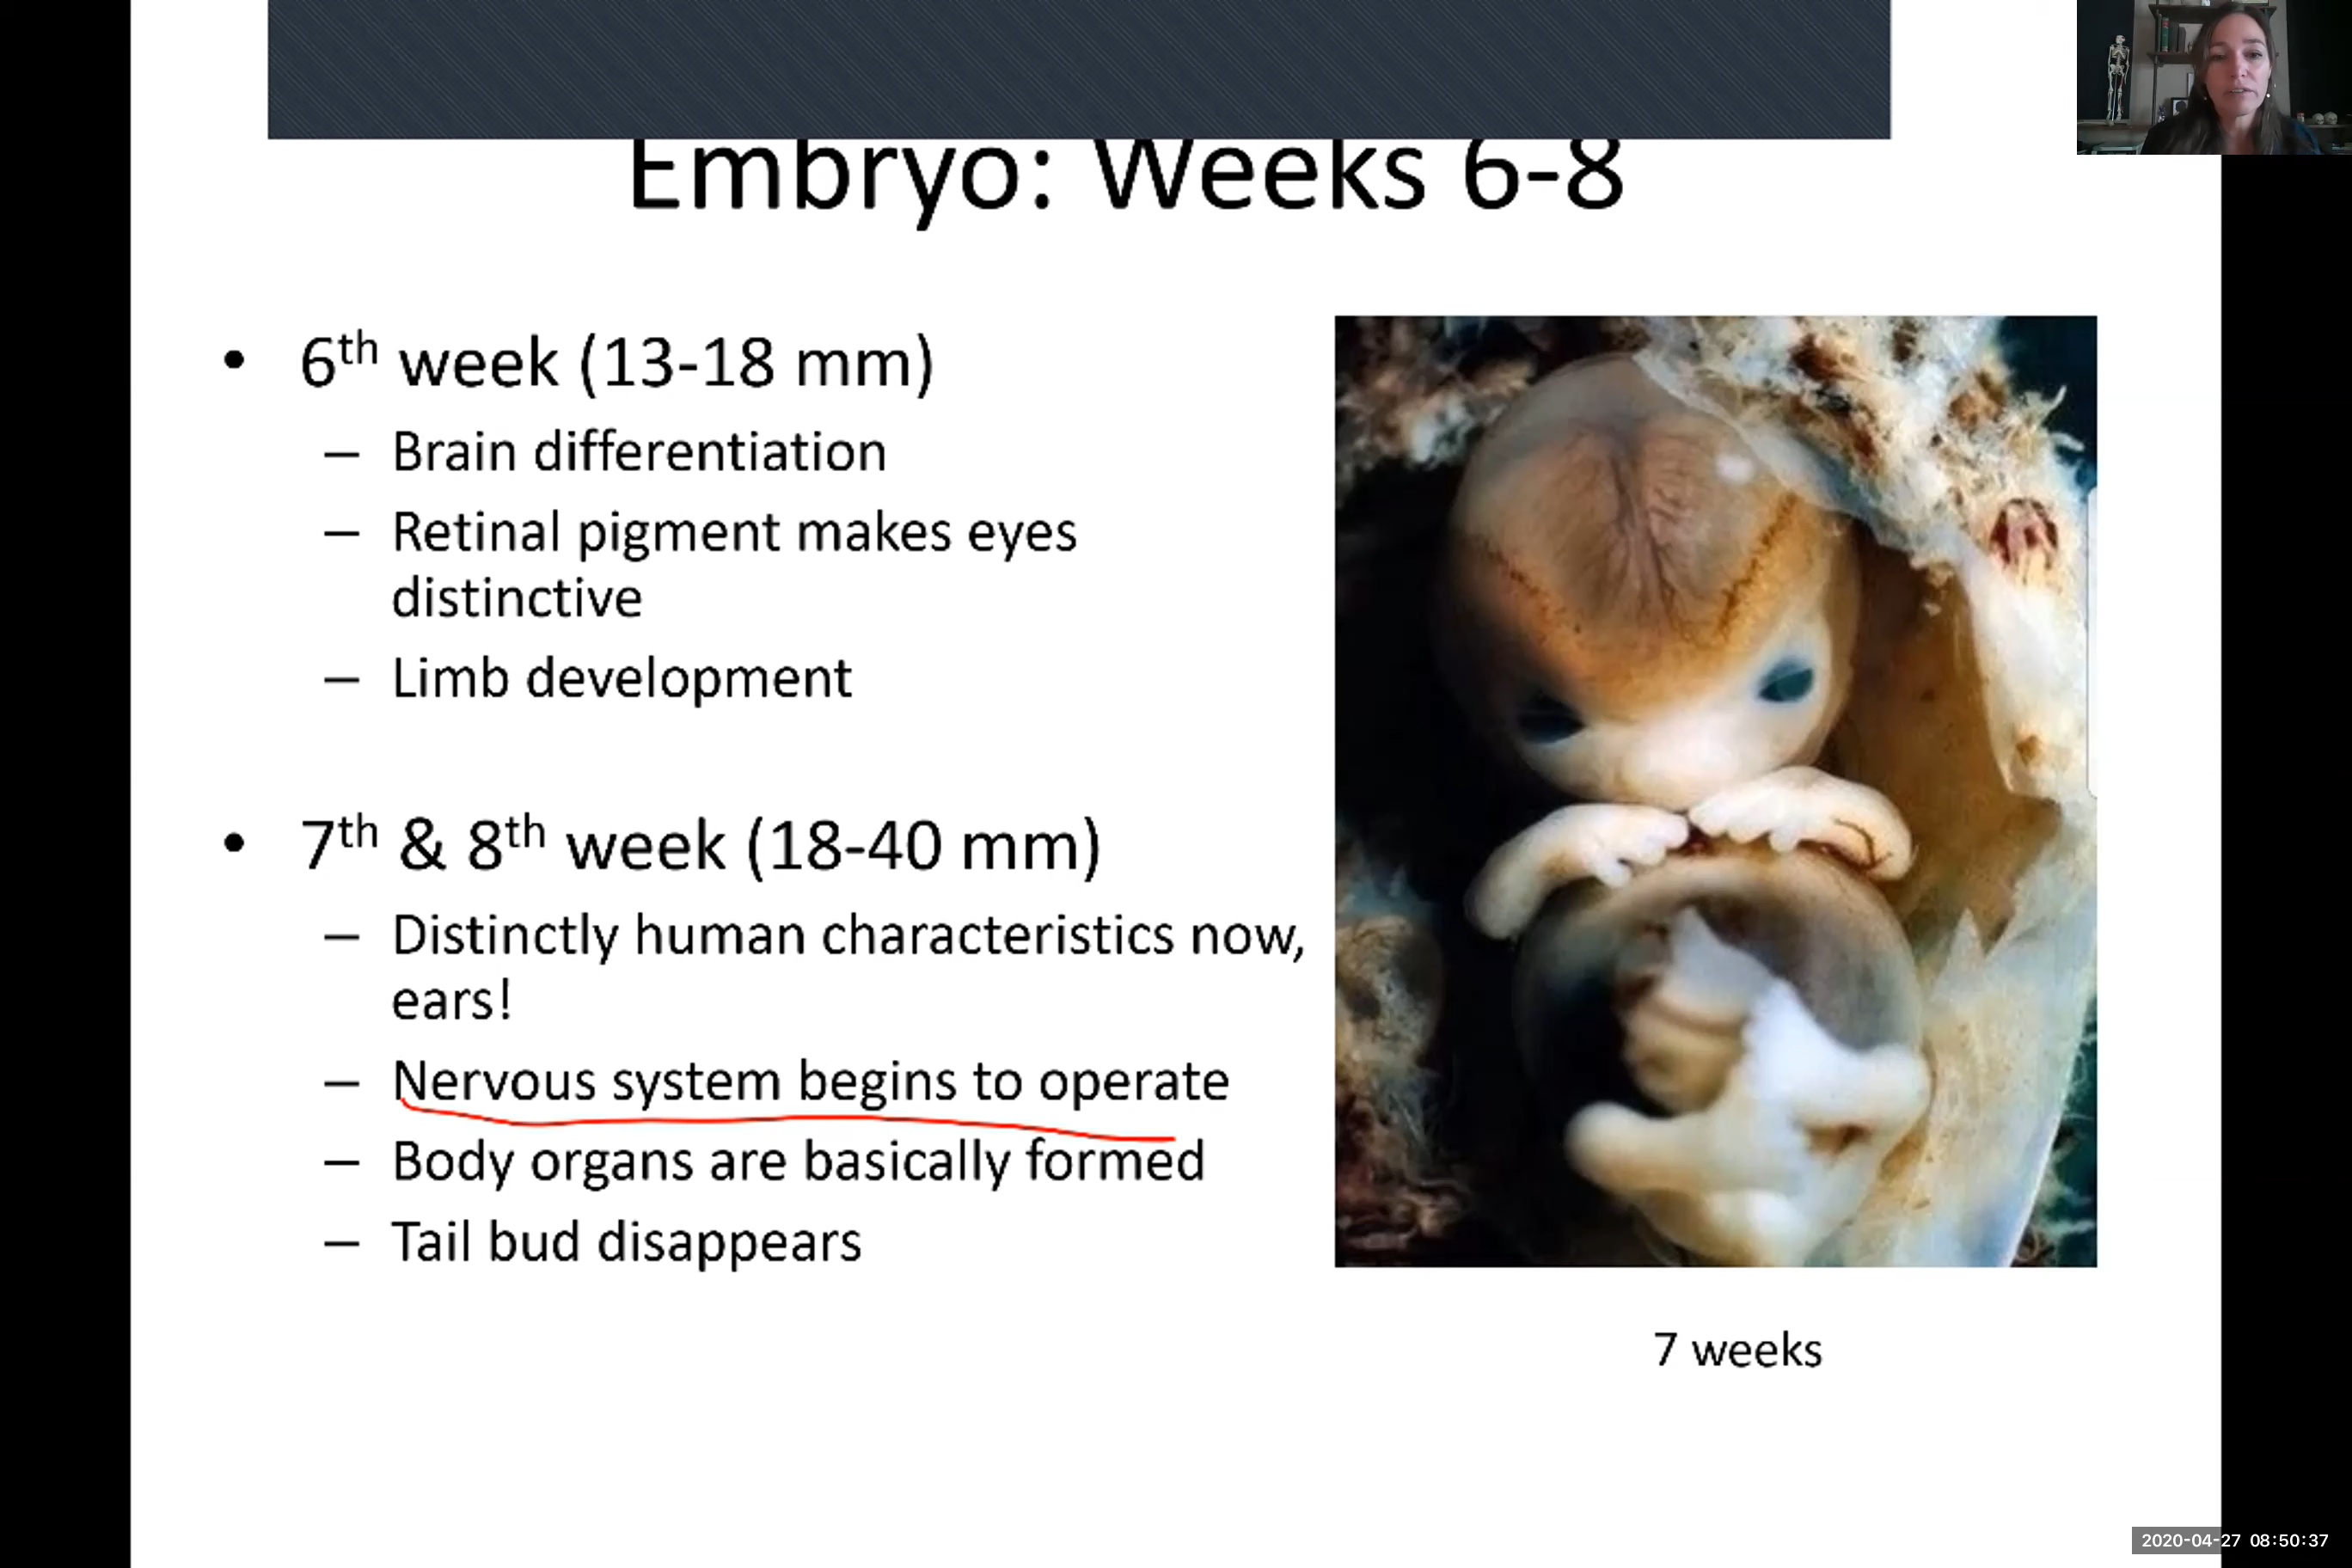 Embryo: Weeks 6-8
• 6th week (13-18 mm)
– Brain differentiation
– Retinal pigment makes eyes
distinctive
– Limb development
• 7th & 8th week (18-40 mm)
– Distinctly human characteristics now,
ears!
– Nervous system begins to operate
– Body organs are basically formed
– Tail bud disappears
7 weeks
2020-04-27 08:50:37